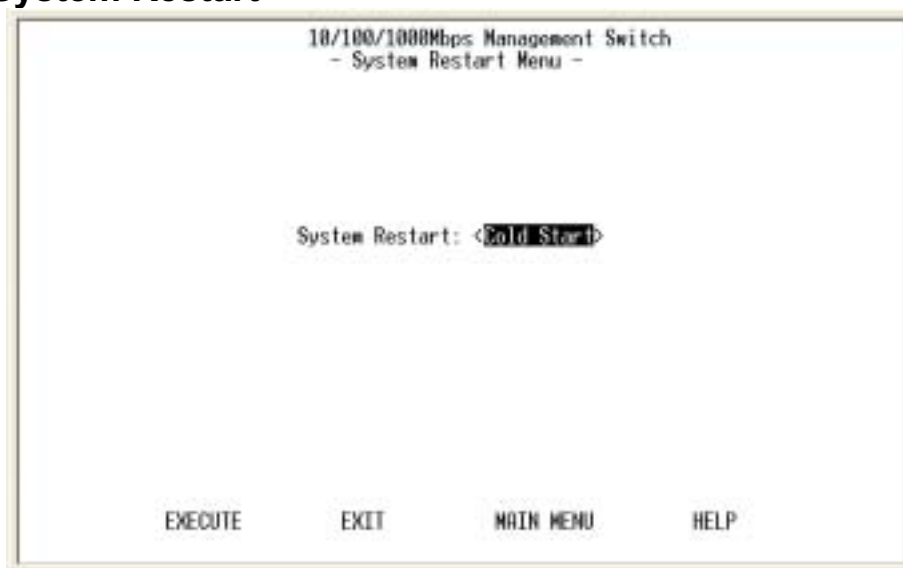 System Restart
10/100/1000Mbps Management Switch
- System Restart Menu -
System Restart: <Cold Start>
EXECUTE EXIT MAIN MENU HELP